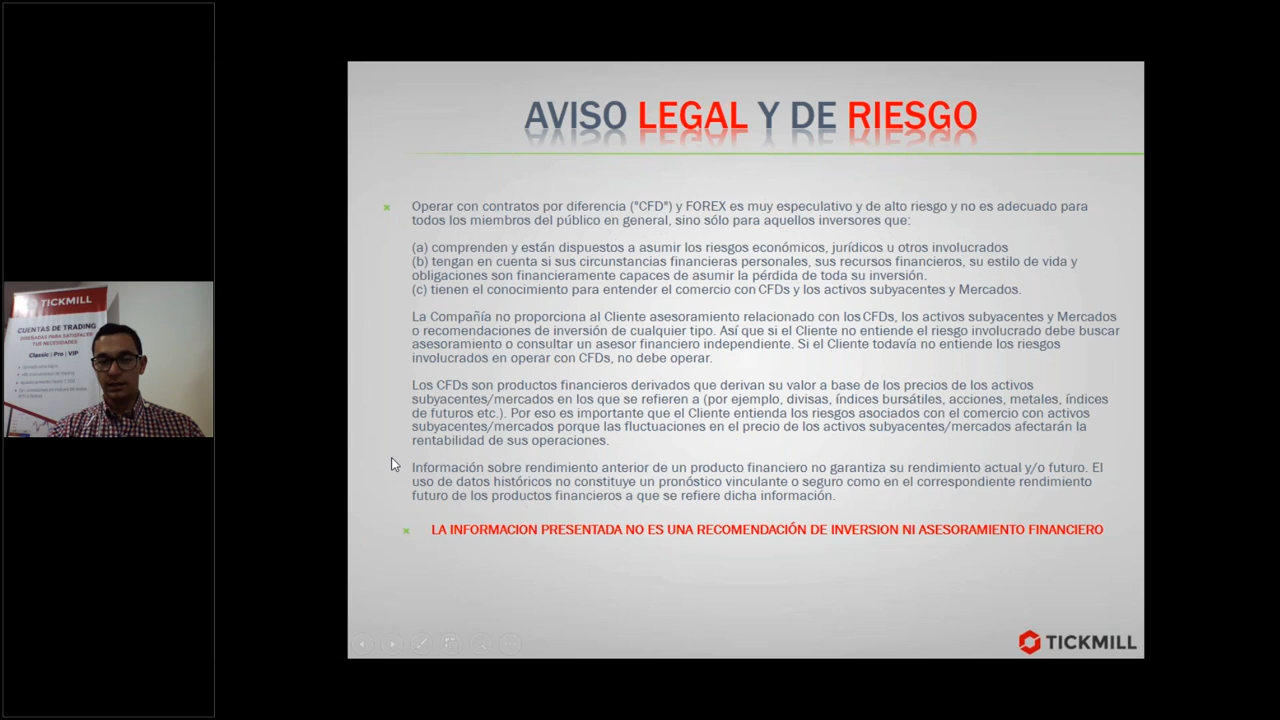 AVISO LEGAL Y DE RIESGO
Operar con contratos por diferencia ("CFD") y FOREX es muy especulativo y de alto riesgo y no es adecuado para
todos los miembros del público en general, sino sólo para aquellos inversores que:
(a) comprenden y están dispuestos a asumir los riesgos económicos, jurídicos u otros involucrados
(b) tengan en cuenta si sus circunstancias financieras personales, sus recursos financieros, su estilo de vida y
obligaciones son financieramente capaces de asumir la pérdida de toda su inversión.
(c) tienen el conocimiento para entender el comercio con CFDs y los activos subyacentes y Mercados.
La Compañía no proporciona al Cliente asesoramiento relacionado con los CFDs, los activos subyacentes y Mercados
o recomendaciones de inversión de cualquier tipo. Así que si el Cliente no entiende el riesgo involucrado debe buscar
asesoramiento o consultar un asesor financiero independiente. Si el Cliente todavía no entiende los riesgos
involucrados en operar con CFDs, no debe operar.
Los CFDs son productos financieros derivados que derivan su valor a base de los precios de los activos
subyacentes/mercados en los que se refieren a (por ejemplo, divisas, índices bursátiles, acciones, metales, índices
de futuros etc.). Por eso es importante que el Cliente entienda los riesgos asociados con el comercio con activos
subyacentes/mercados porque las fluctuaciones en el precio de los activos subyacentes/mercados afectarán la
rentabilidad de sus operaciones.
Información sobre rendimiento anterior de un producto financiero no garantiza su rendimiento actual y/o futuro. El
uso de datos históricos no constituye un pronóstico vinculante o seguro como en el correspondiente rendimiento
futuro de los productos financieros a que se refiere dicha información.
LA INFORMACION PRESENTADA NO ES UNA RECOMENDACIÓN DE INVERSION NI ASESORAMIENTO FINANCIERO
TICKMILL
TICKMILL
CUENTAS DE TRADING
DISEÑADAS PARA SATISFACER
TUS NECESIDADES
Classic | Pro | VIP